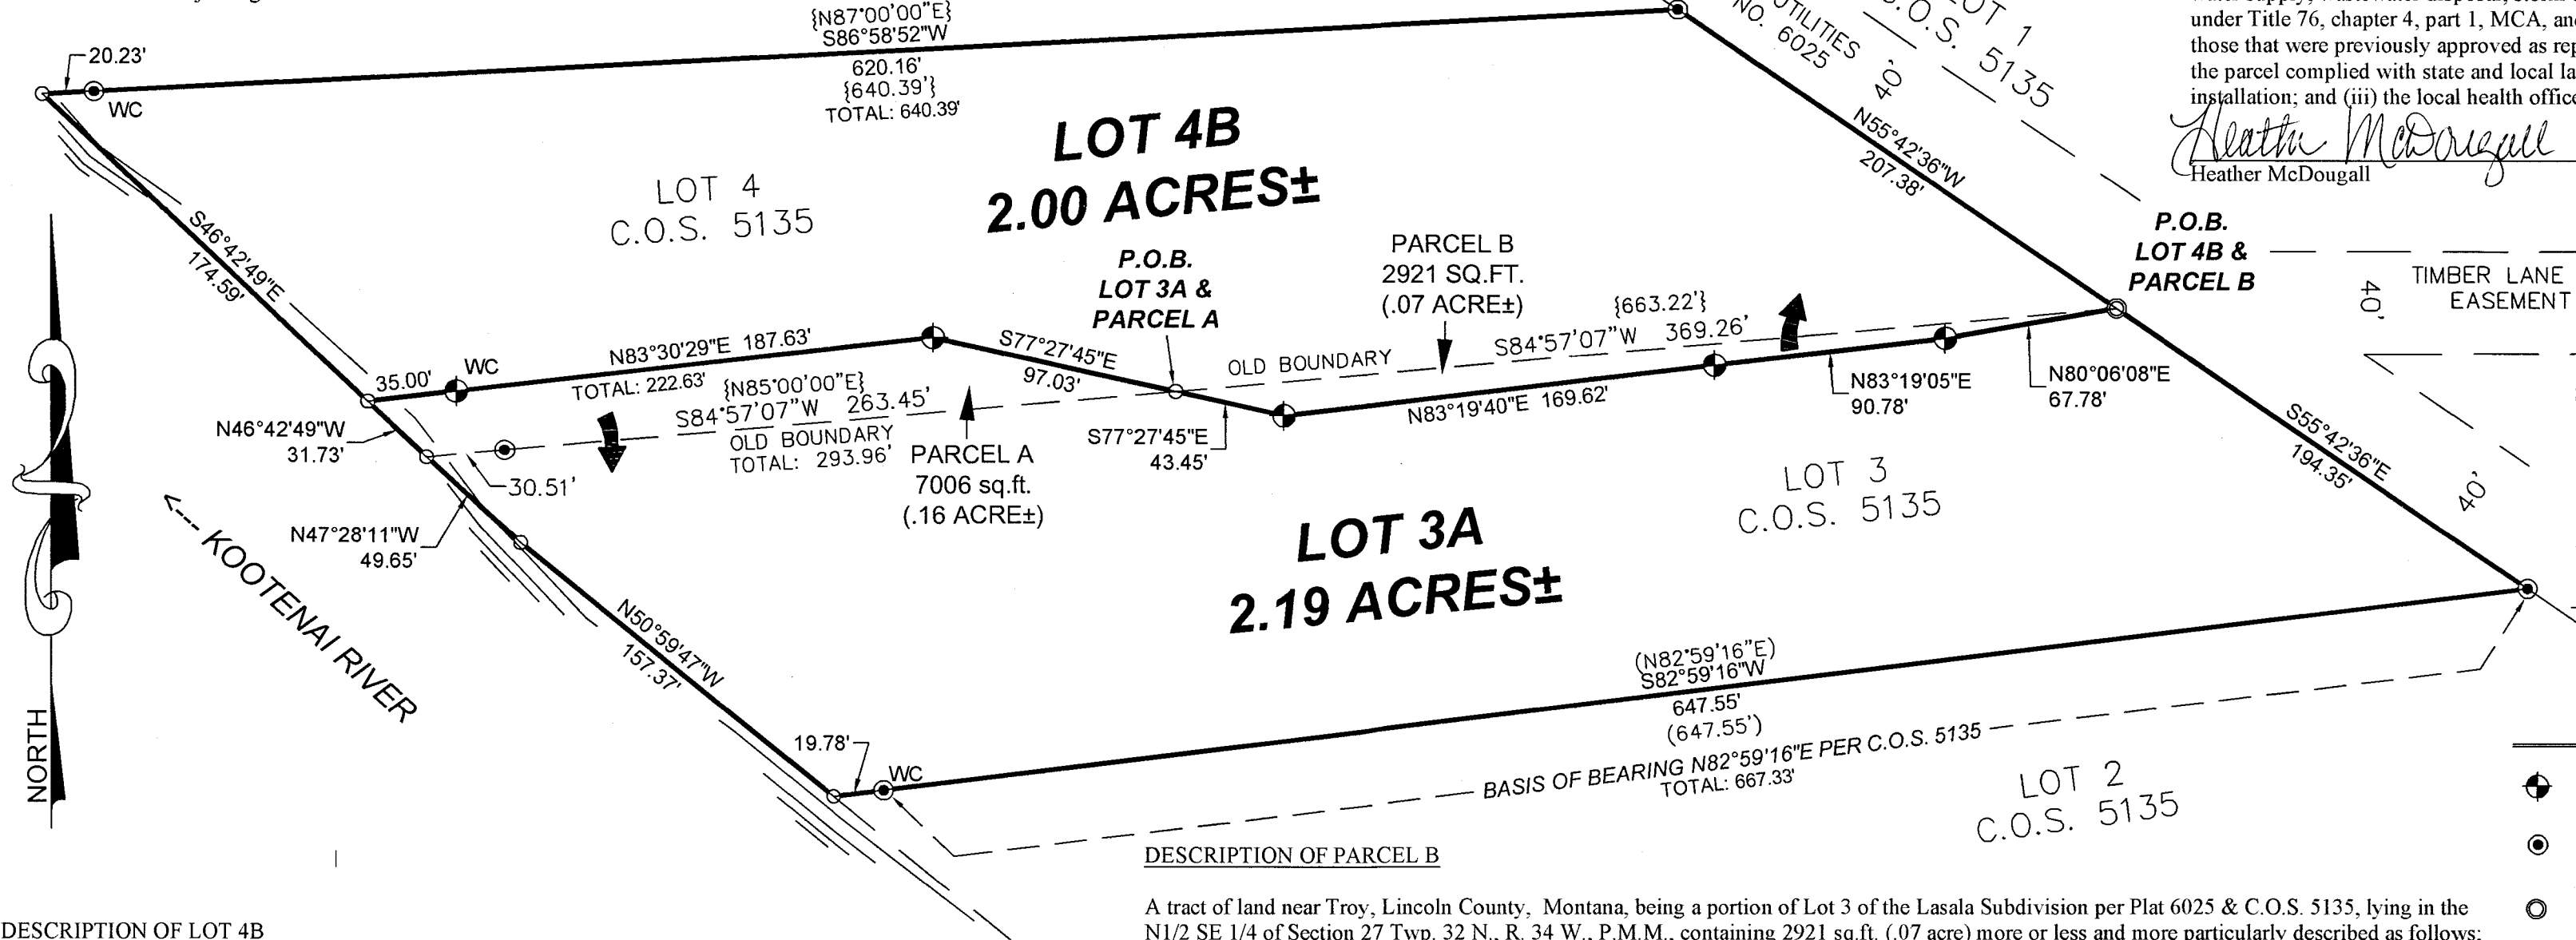 {N87°00'00"E}
S86°58'52"W
620.16'
{640.39'}
TOTAL: 640.39'
20.23'
WC
UTILITIES
NO. 6025
LOT 1
C.O.S. 5135
40'
under Title 76, chapter 4, part 1, MCA, and
those that were previously approved as rep
the parcel complied with state and local la
installation; and (iii) the local health office
Heather McDougall
Heather McDougall
N55°42'36"W
207.38'
LOT 4B
2.00 ACRES±
LOT 4
C.O.S. 5135
P.O.B.
LOT 4B &
PARCEL B
TIMBER LANE
EASEMENT
40'
40'
S46°42'49"E
174.59'
P.O.B.
LOT 3A &
PARCEL A
PARCEL B
2921 SQ.FT.
(.07 ACRE±)
{663.22'}
S84°57'07"W 369.26'
OLD BOUNDARY
35.00'
WC
N83°30'29"E 187.63'
TOTAL: 222.63'
S77°27'45"E
97.03'
{N85°00'00"E}
S84°57'07"W 263.45'
OLD BOUNDARY
TOTAL: 293.96'
30.51'
PARCEL A
7006 sq.ft.
(.16 ACRE±)
S77°27'45"E
43.45'
N83°19'40"E 169.62'
N83°19'05"E
90.78'
N80°06'08"E
67.78'
N46°42'49"W
31.73'
N47°28'11"W
49.65'
S55°42'36"E
194.35'
LOT 3
C.O.S. 5135
LOT 3A
2.19 ACRES±
KOOTENAI RIVER
NORTH
N50°59'47"W
157.37'
19.78'
WC
(N82°59'16"E)
S82°59'16"W
647.55'
(647.55')
BASIS OF BEARING N82°59'16"E PER C.O.S. 5135
TOTAL: 667.33'
LOT 2
C.O.S. 5135
DESCRIPTION OF PARCEL B
A tract of land near Troy, Lincoln County, Montana, being a portion of Lot 3 of the Lasala Subdivision per Plat 6025 & C.O.S. 5135, lying in the
N1/2 SE 1/4 of Section 27 Twp. 32 N., R. 34 W., P.M.M., containing 2921 sq.ft. (.07 acre) more or less and more particularly described as follows:
DESCRIPTION OF LOT 4B